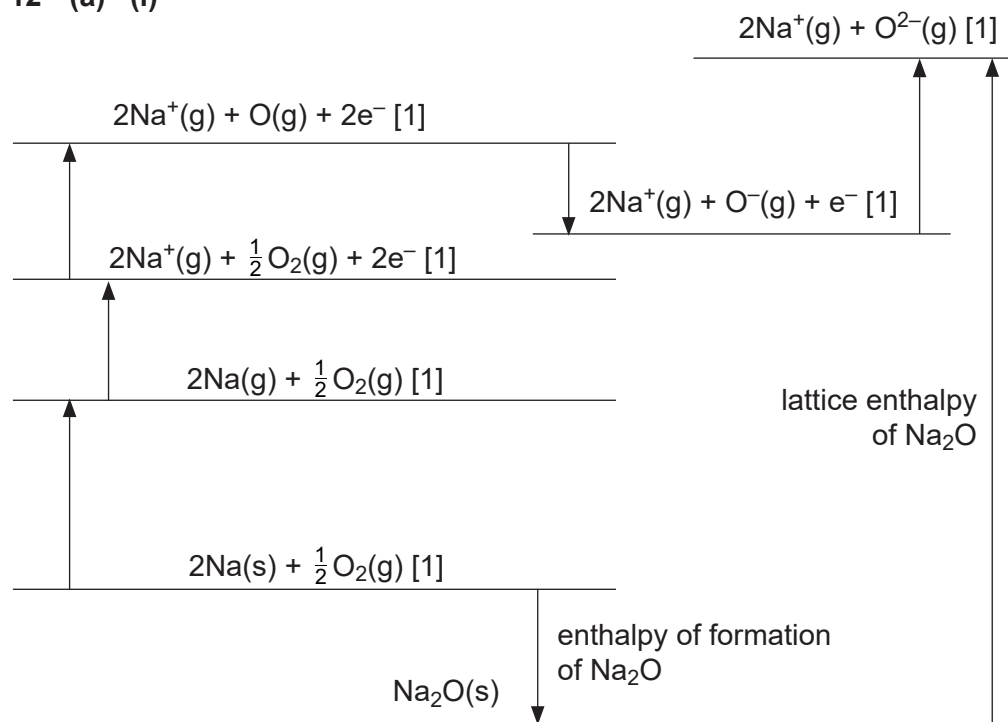 12 (a) (i)
2Na⁺(g) + O²⁻(g) [1]
2Na⁺(g) + O(g) + 2e⁻ [1]
2Na⁺(g) + O⁻(g) + e⁻ [1]
2Na⁺(g) + ½O₂(g) + 2e⁻ [1]
2Na(g) + ½O₂(g) [1]
lattice enthalpy
of Na₂O
2Na(s) + ½O₂(g) [1]
enthalpy of formation
of Na₂O
Na₂O(s)